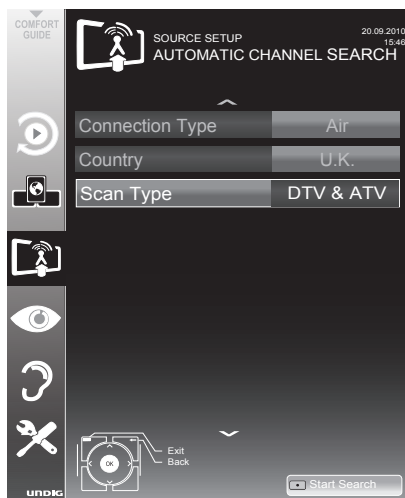 COMFORT
GUIDE
SOURCE SETUP
20.09.2010
15:46
AUTOMATIC CHANNEL SEARCH
Connection Type Air
Country U.K.
Scan Type DTV & ATV
Exit
OK
Back
Start Search
UNDIG